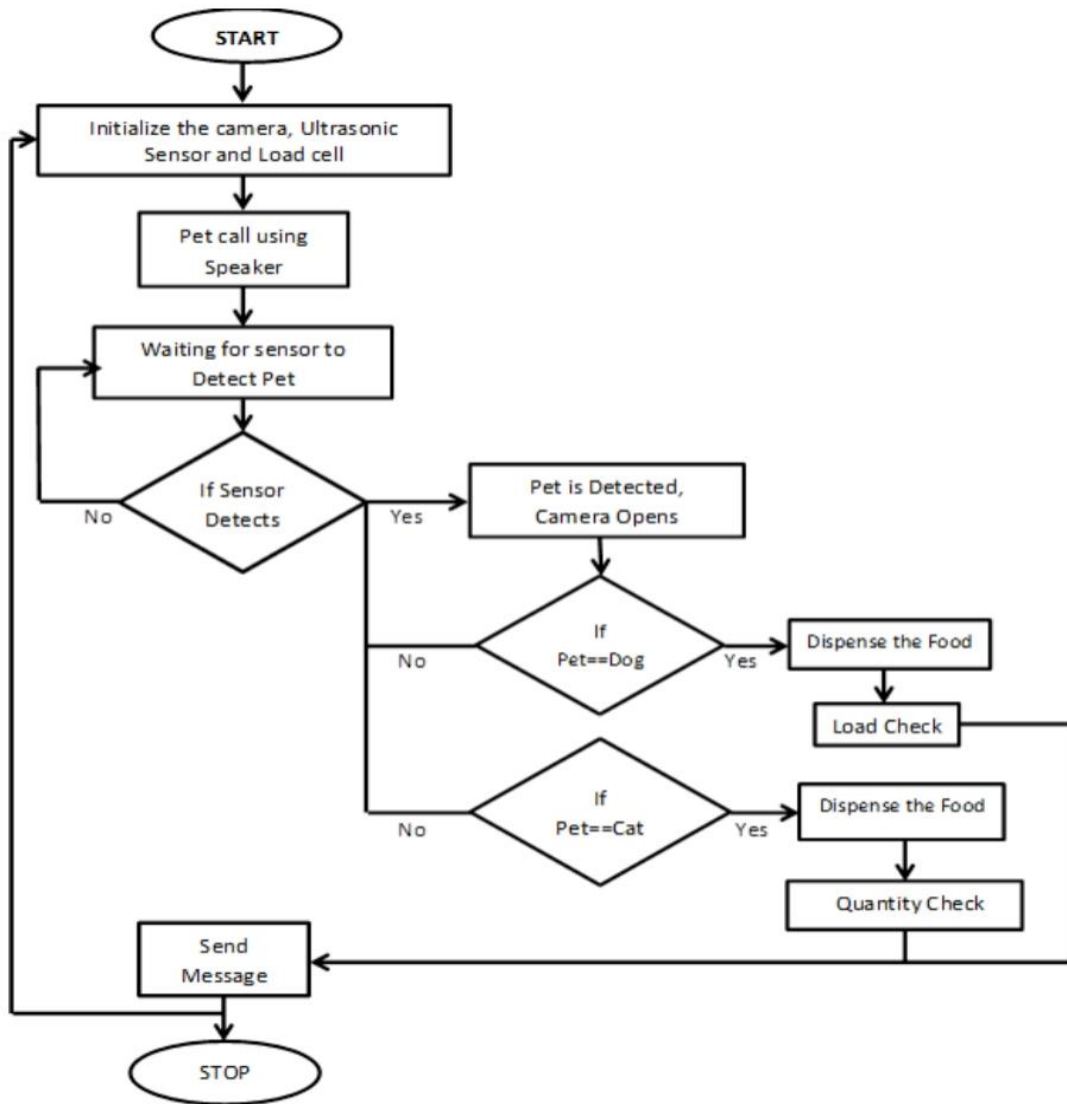 START
Initialize the camera, Ultrasonic
Sensor and Load cell
Pet call using
Speaker
Waiting for sensor to
Detect Pet
If Sensor
Detects
No
Yes
Pet is Detected,
Camera Opens
If
Pet==Dog
No
Yes
Dispense the Food
Load Check
If
Pet==Cat
No
Yes
Dispense the Food
Quantity Check
Send
Message
STOP